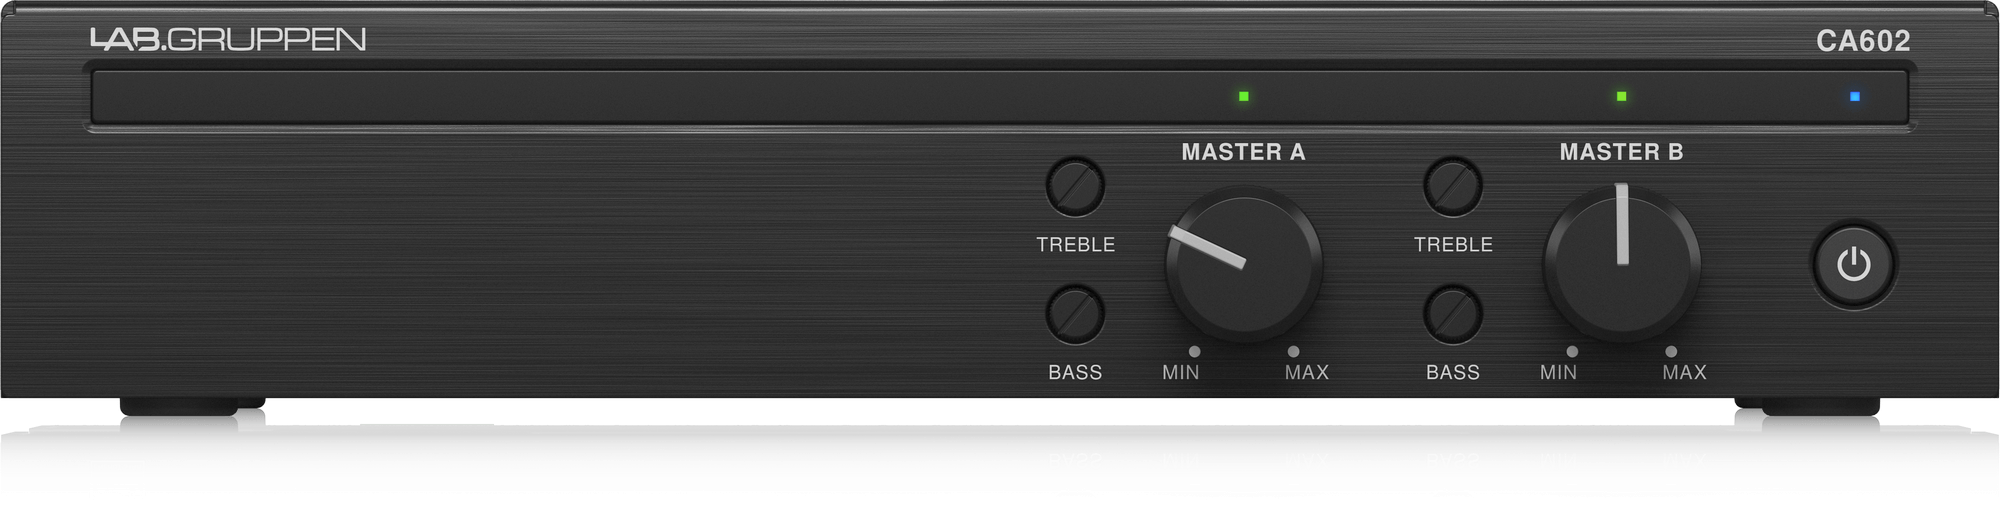 LAB.GRUPPEN
CA602
MASTER A
MASTER B
TREBLE
TREBLE
BASS
MIN
MAX
BASS
MIN
MAX